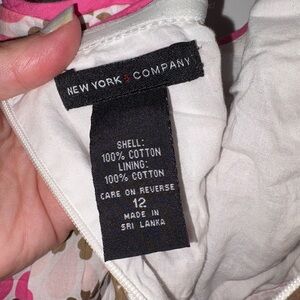 NEW YORK & COMPANY
SHELL:
100% COTTON
LINING:
100% COTTON
CARE ON REVERSE
12
MADE IN
SRI LANKA